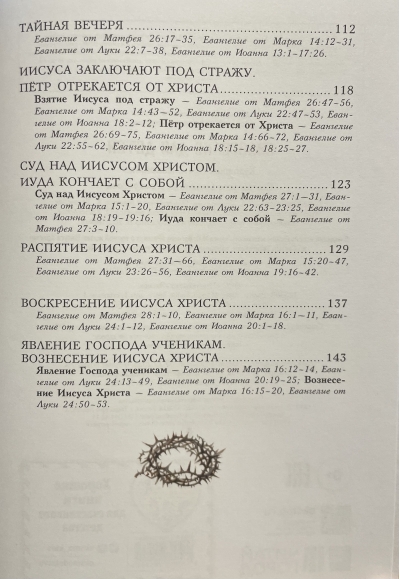 ТАЙНАЯ ВЕЧЕРЯ ........................................ 112
Евангелие от Матфея 26:17–35, Евангелие от Марка 14:12–31,
Евангелие от Луки 22:7–38, Евангелие от Иоанна 13:1–17:26.
ИИСУСА ЗАКЛЮЧАЮТ ПОД СТРАЖУ.
ПЁТР ОТРЕКАЕТСЯ ОТ ХРИСТА ........................ 118
Взятие Иисуса под стражу — Евангелие от Матфея 26:47–56,
Евангелие от Марка 14:43–52, Евангелие от Луки 22:47–53, Еван-
гелие от Иоанна 18:2–12; Пётр отрекается от Христа — Еванге-
лие от Матфея 26:69–75, Евангелие от Марка 14:66–72, Евангелие
от Луки 22:55–62, Евангелие от Иоанна 18:15–18, 18:25–27.
СУД НАД ИИСУСОМ ХРИСТОМ.
ИУДА КОНЧАЕТ С СОБОЙ ........................ 123
Суд над Иисусом Христом — Евангелие от Матфея 27:1–31, Еван-
гелие от Марка 15:1–20, Евангелие от Луки 22:63–23:25, Евангелие
от Иоанна 18:19–19:16; Иуда кончает с собой — Евангелие от
Матфея 27:3–10.
РАСПЯТИЕ ИИСУСА ХРИСТА ........................ 129
Евангелие от Матфея 27:31–66, Евангелие от Марка 15:20–47,
Евангелие от Луки 23:26–56, Евангелие от Иоанна 19:16–42.
ВОСКРЕСЕНИЕ ИИСУСА ХРИСТА ........................ 137
Евангелие от Матфея 28:1–10, Евангелие от Марка 16:1–11, Еван-
гелие от Луки 24:1–12, Евангелие от Иоанна 20:1–18.
ЯВЛЕНИЕ ГОСПОДА УЧЕНИКАМ.
ВОЗНЕСЕНИЕ ИИСУСА ХРИСТА ........................ 143
Явление Господа ученикам — Евангелие от Марка 16:12–14, Еван-
гелие от Луки 24:13–49, Евангелие от Иоанна 20:19–25; Вознесе-
ние Иисуса Христа — Евангелие от Марка 16:15–20, Евангелие от
Луки 24:50–53.